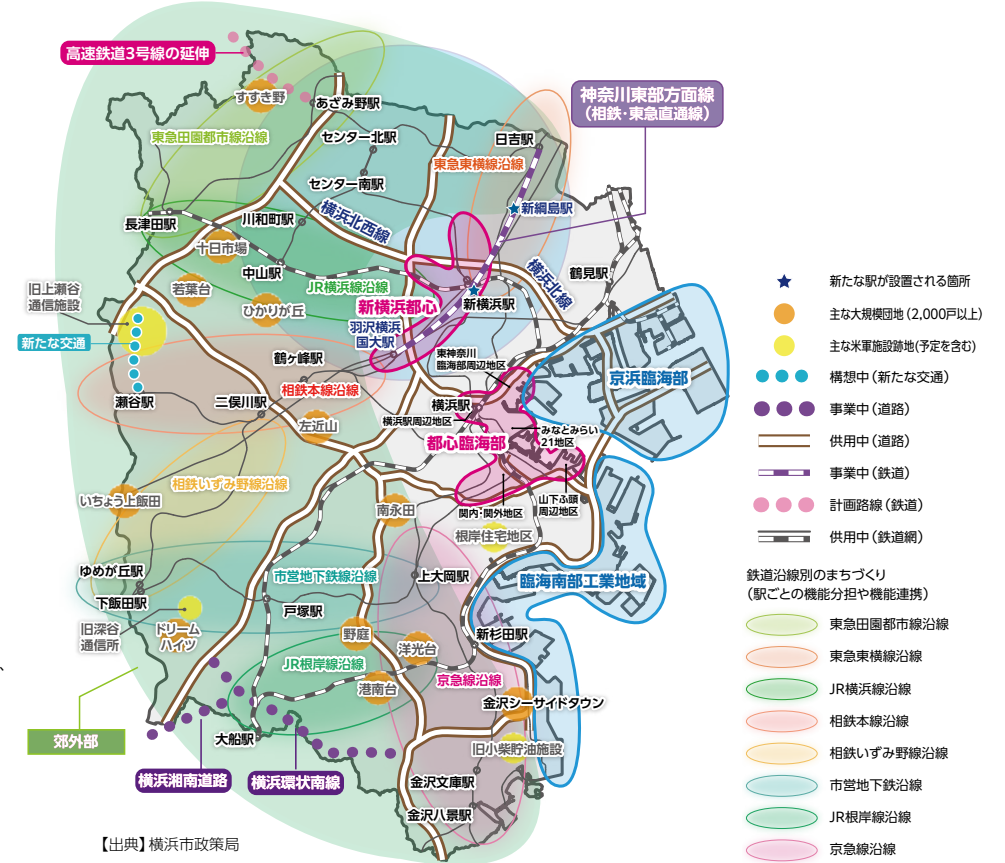 高速鉄道3号線の延伸
神奈川東部方面線
(相鉄・東急直通線)
すすき野
あざみ野駅
東急田園都市線沿線
センター北駅
日吉駅
東急東横線沿線
センター南駅
新綱島駅
長津田駅
川和町駅
横浜北西線
十日市場
中山駅
横浜北線
鶴見駅
旧上瀬谷
通信施設
若葉台
JR横浜線沿線
ひかりが丘
新横浜都心
新横浜駅
羽沢横浜
国大駅
新たな交通
鶴ヶ峰駅
東神奈川
臨海部周辺地区
京浜臨海部
相鉄本線沿線
瀬谷駅
二俣川駅
横浜駅
横浜駅周辺地区
左近山
都心臨海部
みなとみらい
21地区
相鉄いずみ野線沿線
いちょう上飯田
南永田
関内・関外地区
山下ふ頭
周辺地区
根岸住宅地区
ゆめが丘駅
市営地下鉄線沿線
上大岡駅
臨海南部工業地域
下飯田駅
戸塚駅
旧深谷
通信所
ドリーム
ハイツ
野庭
新杉田駅
洋光台
JR根岸線沿線
京急線沿線
港南台
金沢シーサイドタウン
、
郊外部
大船駅
旧小柴貯油施設
横浜湘南道路
横浜環状南線
金沢文庫駅
金沢八景駅
【出典】横浜市政策局
新たな駅が設置される箇所
主な大規模団地(2,000戸以上)
主な米軍施設跡地(予定を含む)
構想中(新たな交通)
事業中(道路)
供用中(道路)
事業中(鉄道)
計画路線(鉄道)
供用中(鉄道網)
鉄道沿線別のまちづくり
(駅ごとの機能分担や機能連携)
東急田園都市線沿線
東急東横線沿線
JR横浜線沿線
相鉄本線沿線
相鉄いずみ野線沿線
市営地下鉄沿線
JR根岸線沿線
京急線沿線